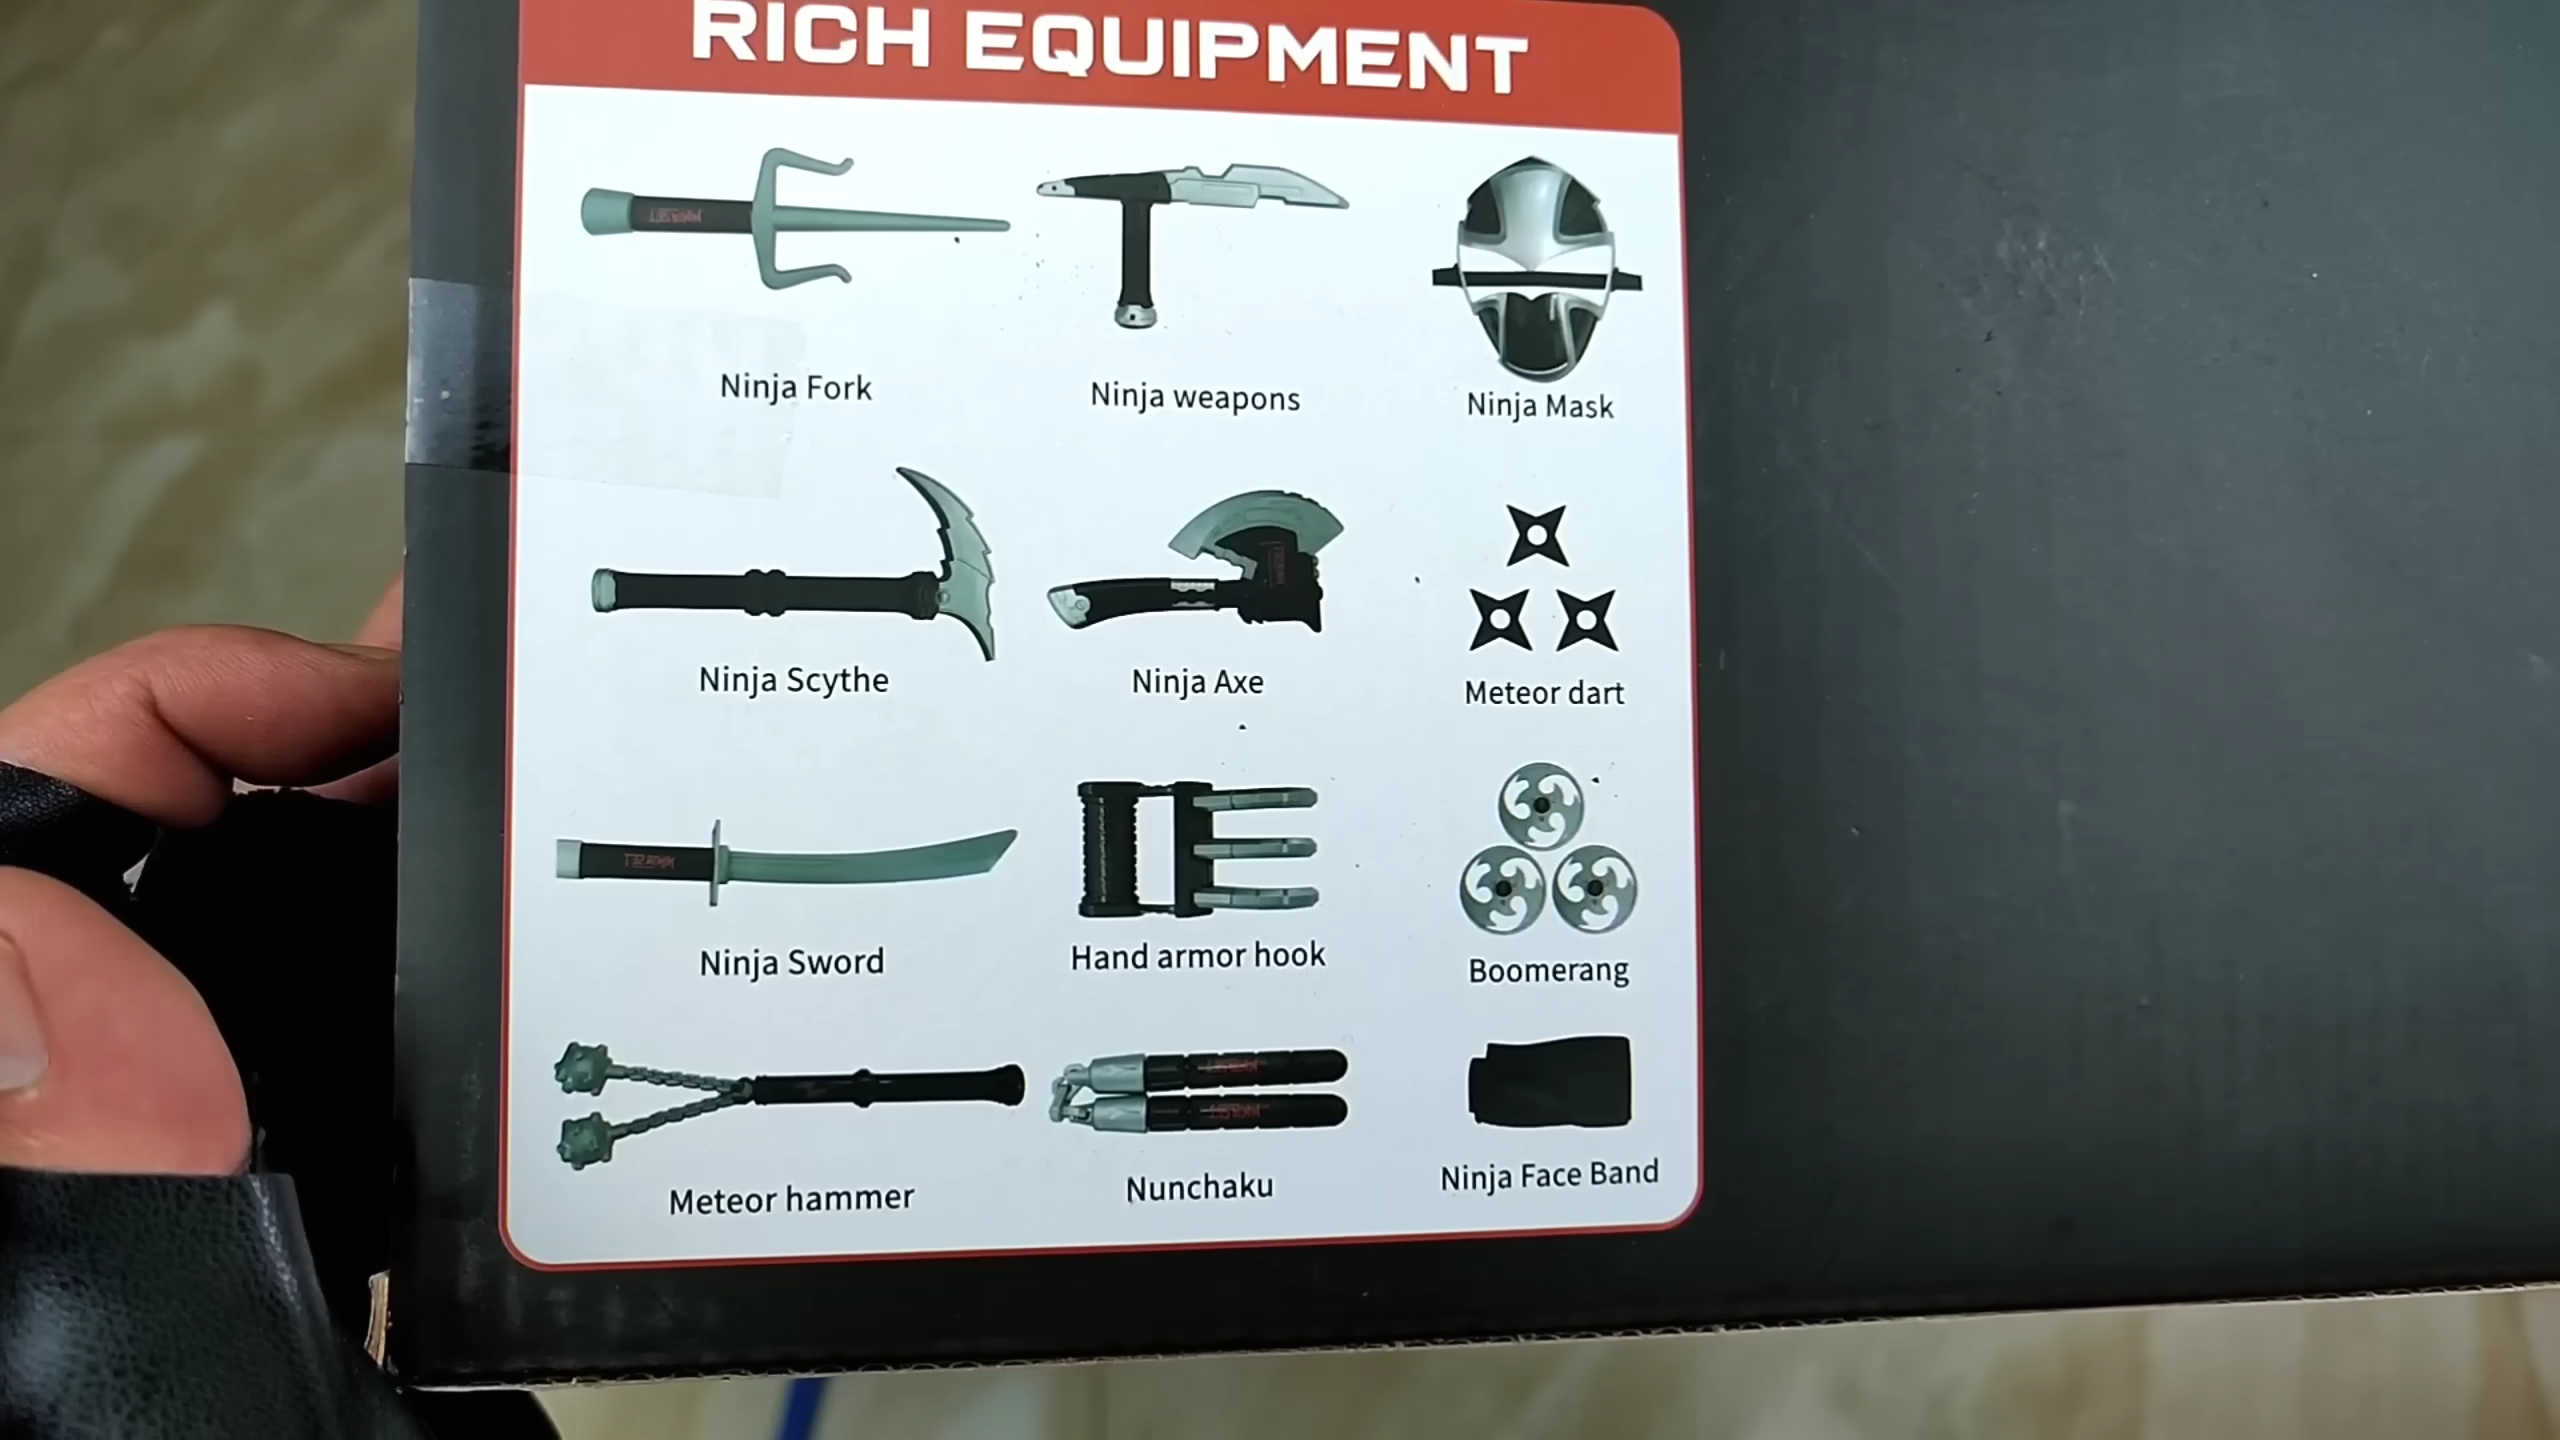 RICH EQUIPMENT
Ninja Fork
Ninja weapons
Ninja Mask
Ninja Scythe
Ninja Axe
Meteor dart
Ninja Sword
Hand armor hook
Boomerang
Meteor hammer
Nunchaku
Ninja Face Band